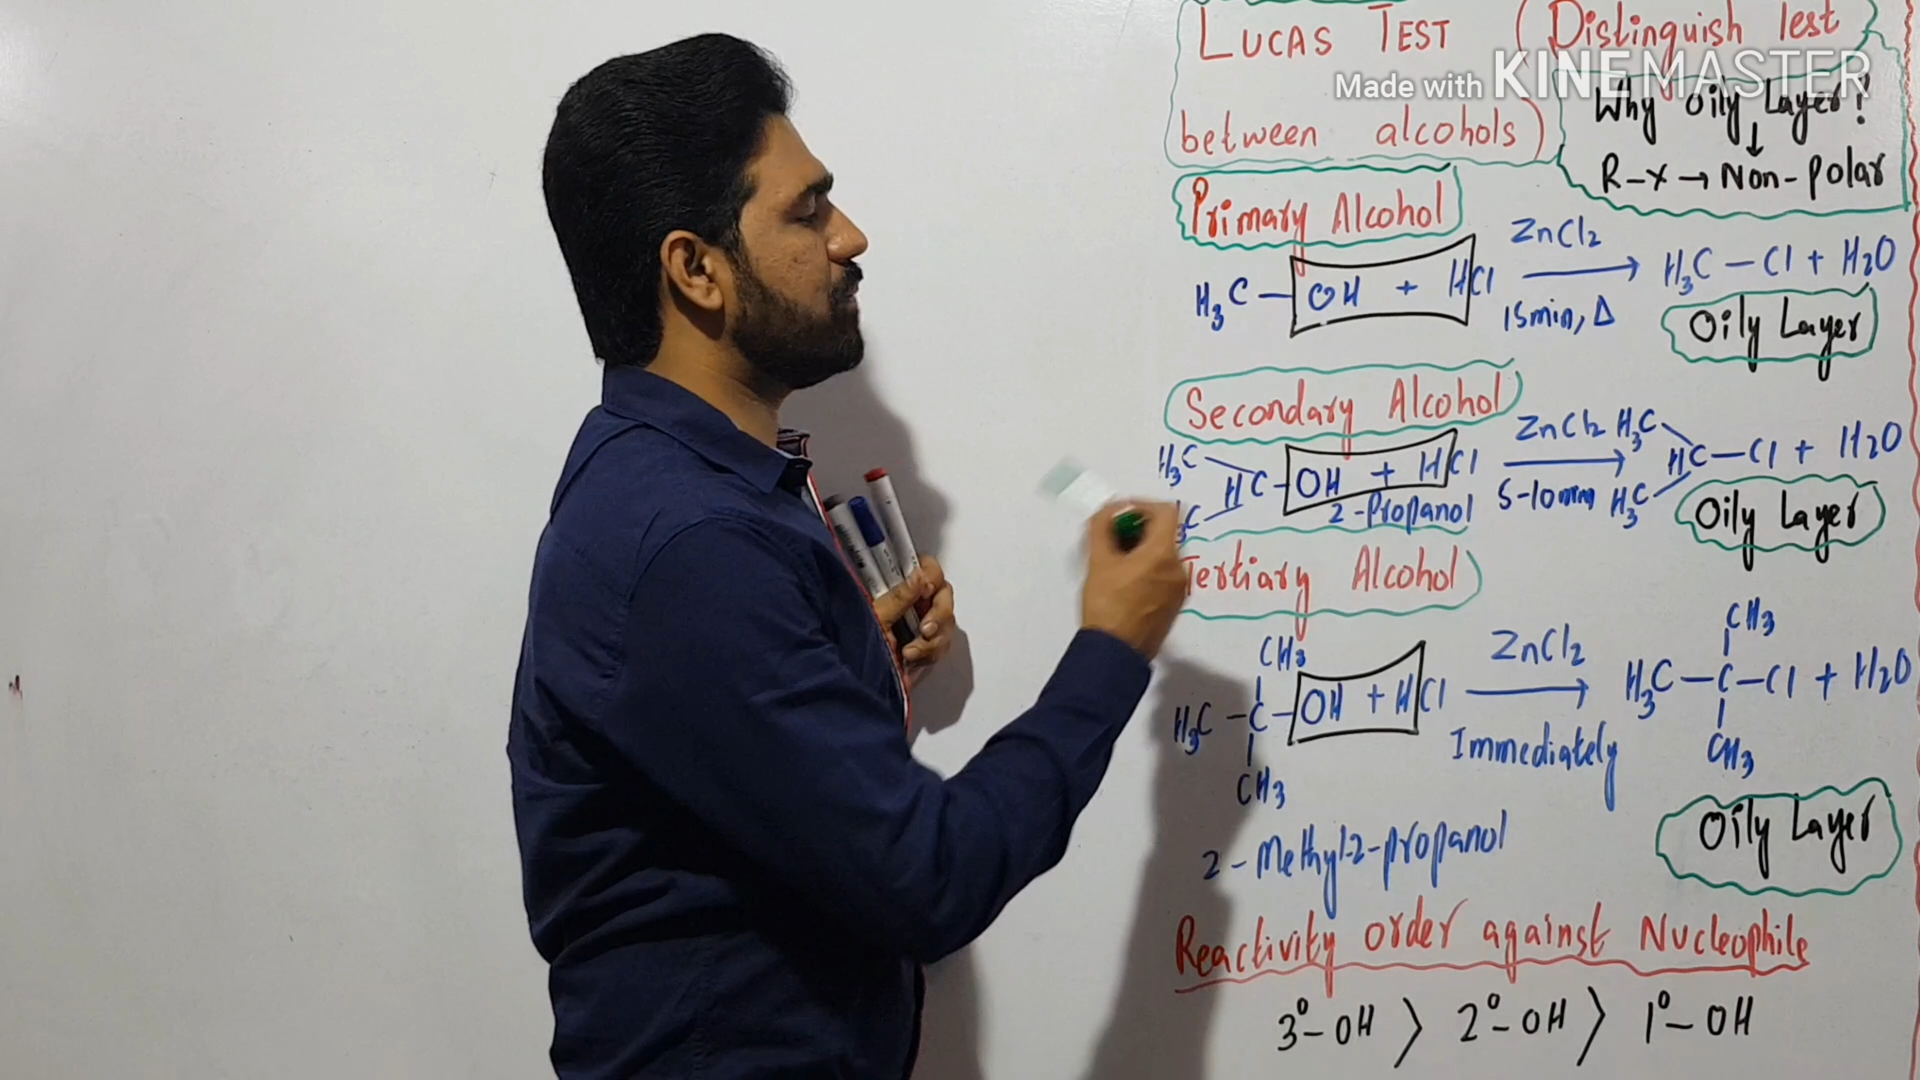 LUCAS TEST (Distinguish Test
Made with KINEMASTER
between alcohols)
Why Oily Layer?
↓
R-X → Non-polar
Primary Alcohol
H₃C — OH + HCl ZnCl₂ → 15min, Δ H₃C — Cl + H₂O
Oily Layer
Secondary Alcohol
H₃C
HC — OH + HCl ZnCl₂ → 5-10min H₃C H₃C HC — Cl + H₂O
2-Propanol
Oily Layer
Tertiary Alcohol
CH₃
H₃C — C — OH + HCl ZnCl₂ → Immediately
CH₃
CH₃
H₃C — C — Cl + H₂O
CH₃
2-Methyl-2-propanol
Oily Layer
Reactivity order against Nucleophile
3°-OH > 2°-OH > 1°-OH